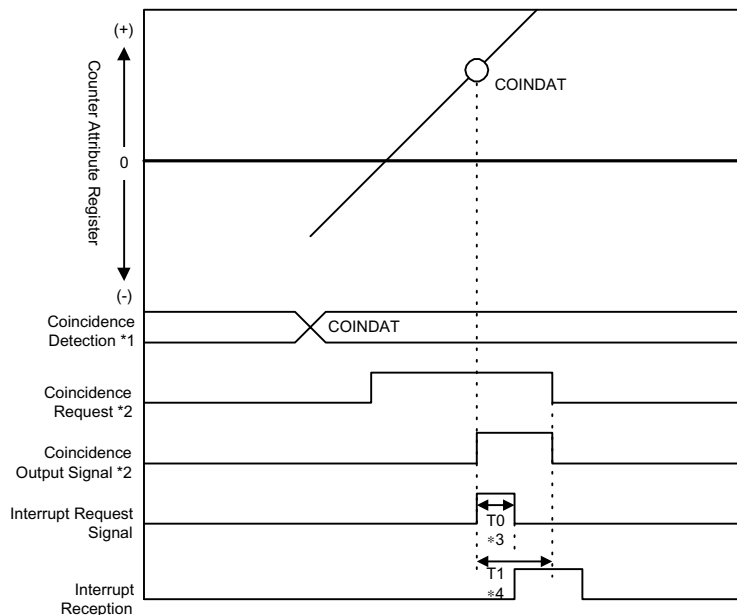 (+)
Counter Attribute Register
0
(-)
COINDAT
Coincidence
Detection *1
COINDAT
Coincidence
Request *2
Coincidence
Output Signal *2
Interrupt Request
Signal
T0
*3
T1
*4
Interrupt
Reception